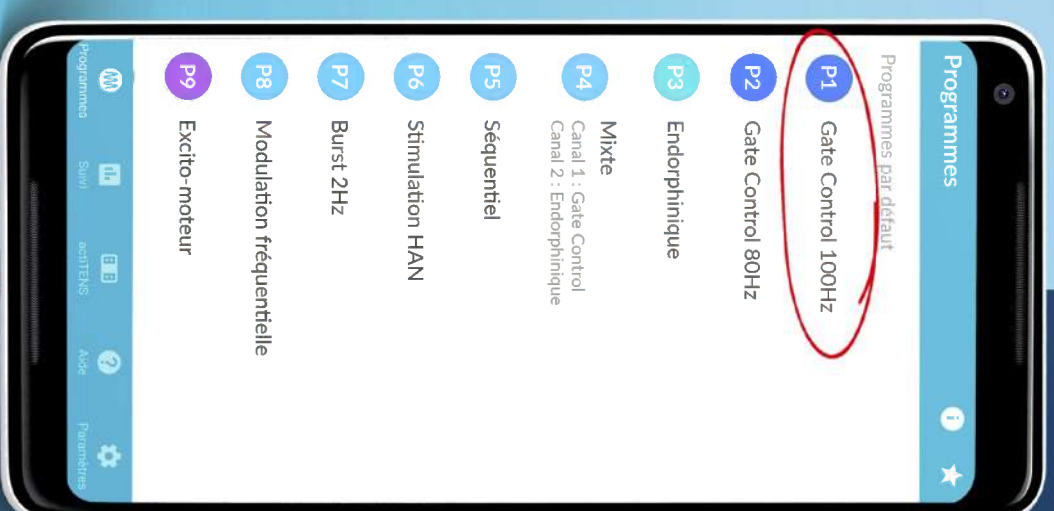 Programmes
Programmes par défaut
P1 Gate Control 100Hz
P2 Gate Control 80Hz
P3 Endorphinique
P4 Mixte
Canal 1 : Gate Control
Canal 2 : Endorphinique
P5 Séquentiel
P6 Stimulation HAN
P7 Burst 2Hz
P8 Modulation fréquentielle
P9 Excito-moteur
Programmes Suivi actiTENS Aide Paramètres